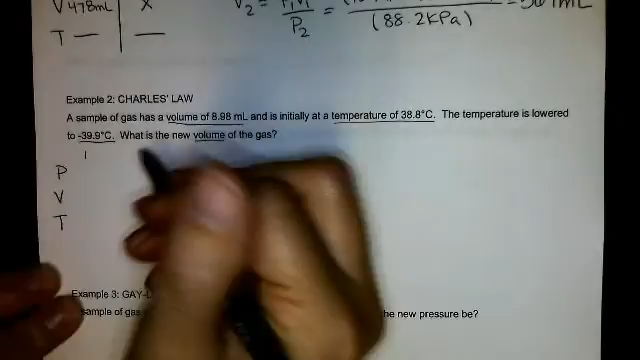 V 478mL | X
V₂ = P₁V₁ / P₂ = / (88.2kPa)
T — | —
Example 2: CHARLES' LAW
A sample of gas has a volume of 8.98 mL and is initially at a temperature of 38.8°C. The temperature is lowered
to -39.9°C. What is the new volume of the gas?
1
P
V
T
Example 3:
sample of gas
the new pressure be?